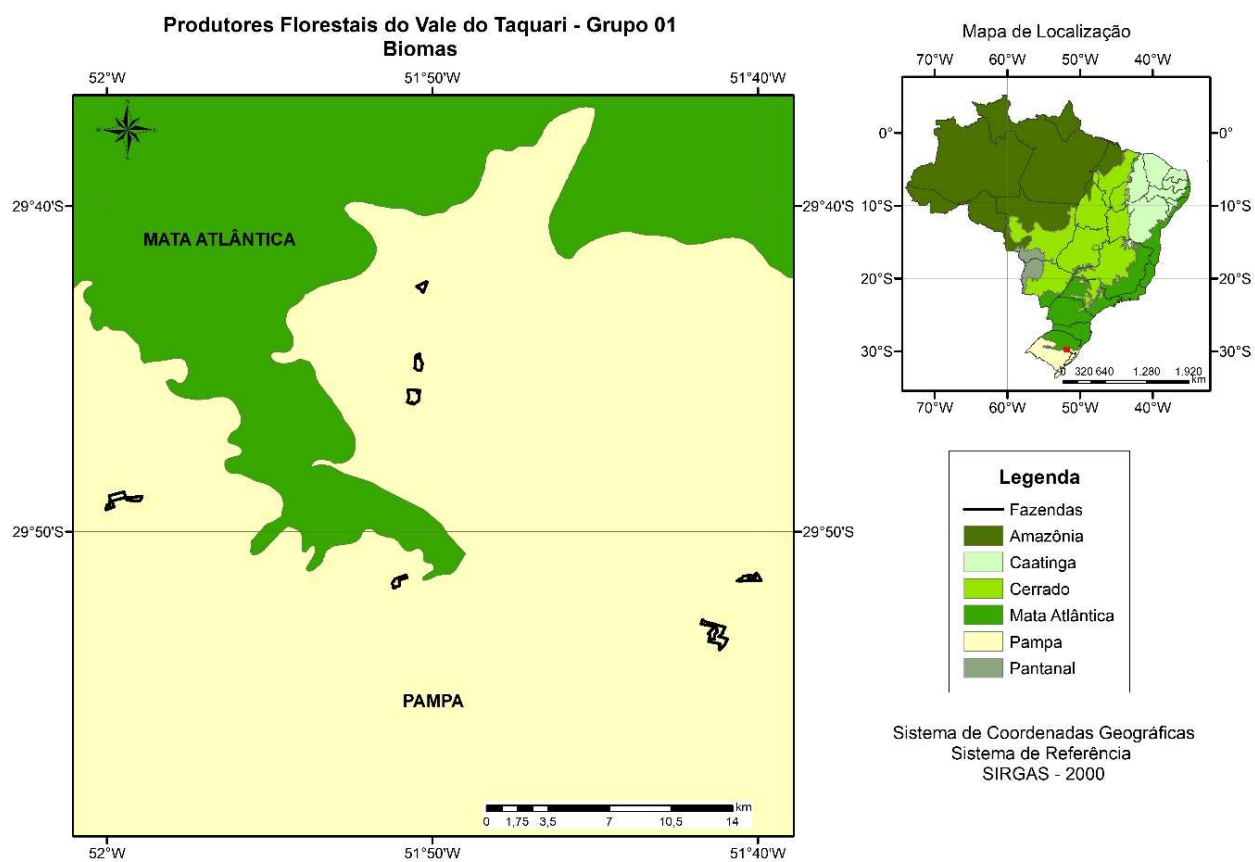 Produtores Florestais do Vale do Taquari - Grupo 01
Biomas
52°W 51°50'W 51°40'W
N
W E
S
29°40'S 29°40'S
MATA ATLÂNTICA
29°50'S 29°50'S
PAMPA
km
0 1,75 3,5 7 10,5 14
52°W 51°50'W 51°40'W
Mapa de Localização
70°W 60°W 50°W 40°W
0° 0°
10°S 10°S
20°S 20°S
30°S 30°S
0 320 640 1.280 1.920
km
70°W 60°W 50°W 40°W
Legenda
Fazendas
Amazônia
Caatinga
Cerrado
Mata Atlântica
Pampa
Pantanal
Sistema de Coordenadas Geográficas
Sistema de Referência
SIRGAS - 2000